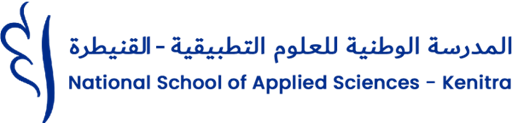 المدرسة الوطنية للعلوم التطبيقية - القنيطرة
National School of Applied Sciences - Kenitra